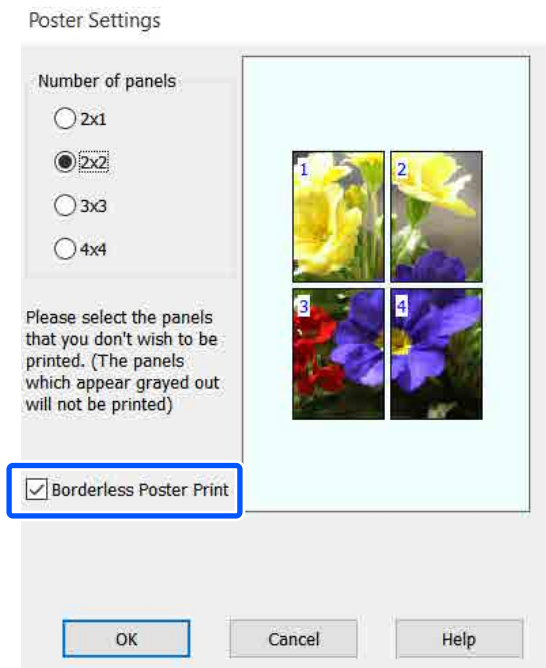 Poster Settings
Number of panels
2x1
2x2
3x3
4x4
1
2
3
4
Please select the panels
that you don't wish to be
printed. (The panels
which appear grayed out
will not be printed)
Borderless Poster Print
OK
Cancel
Help